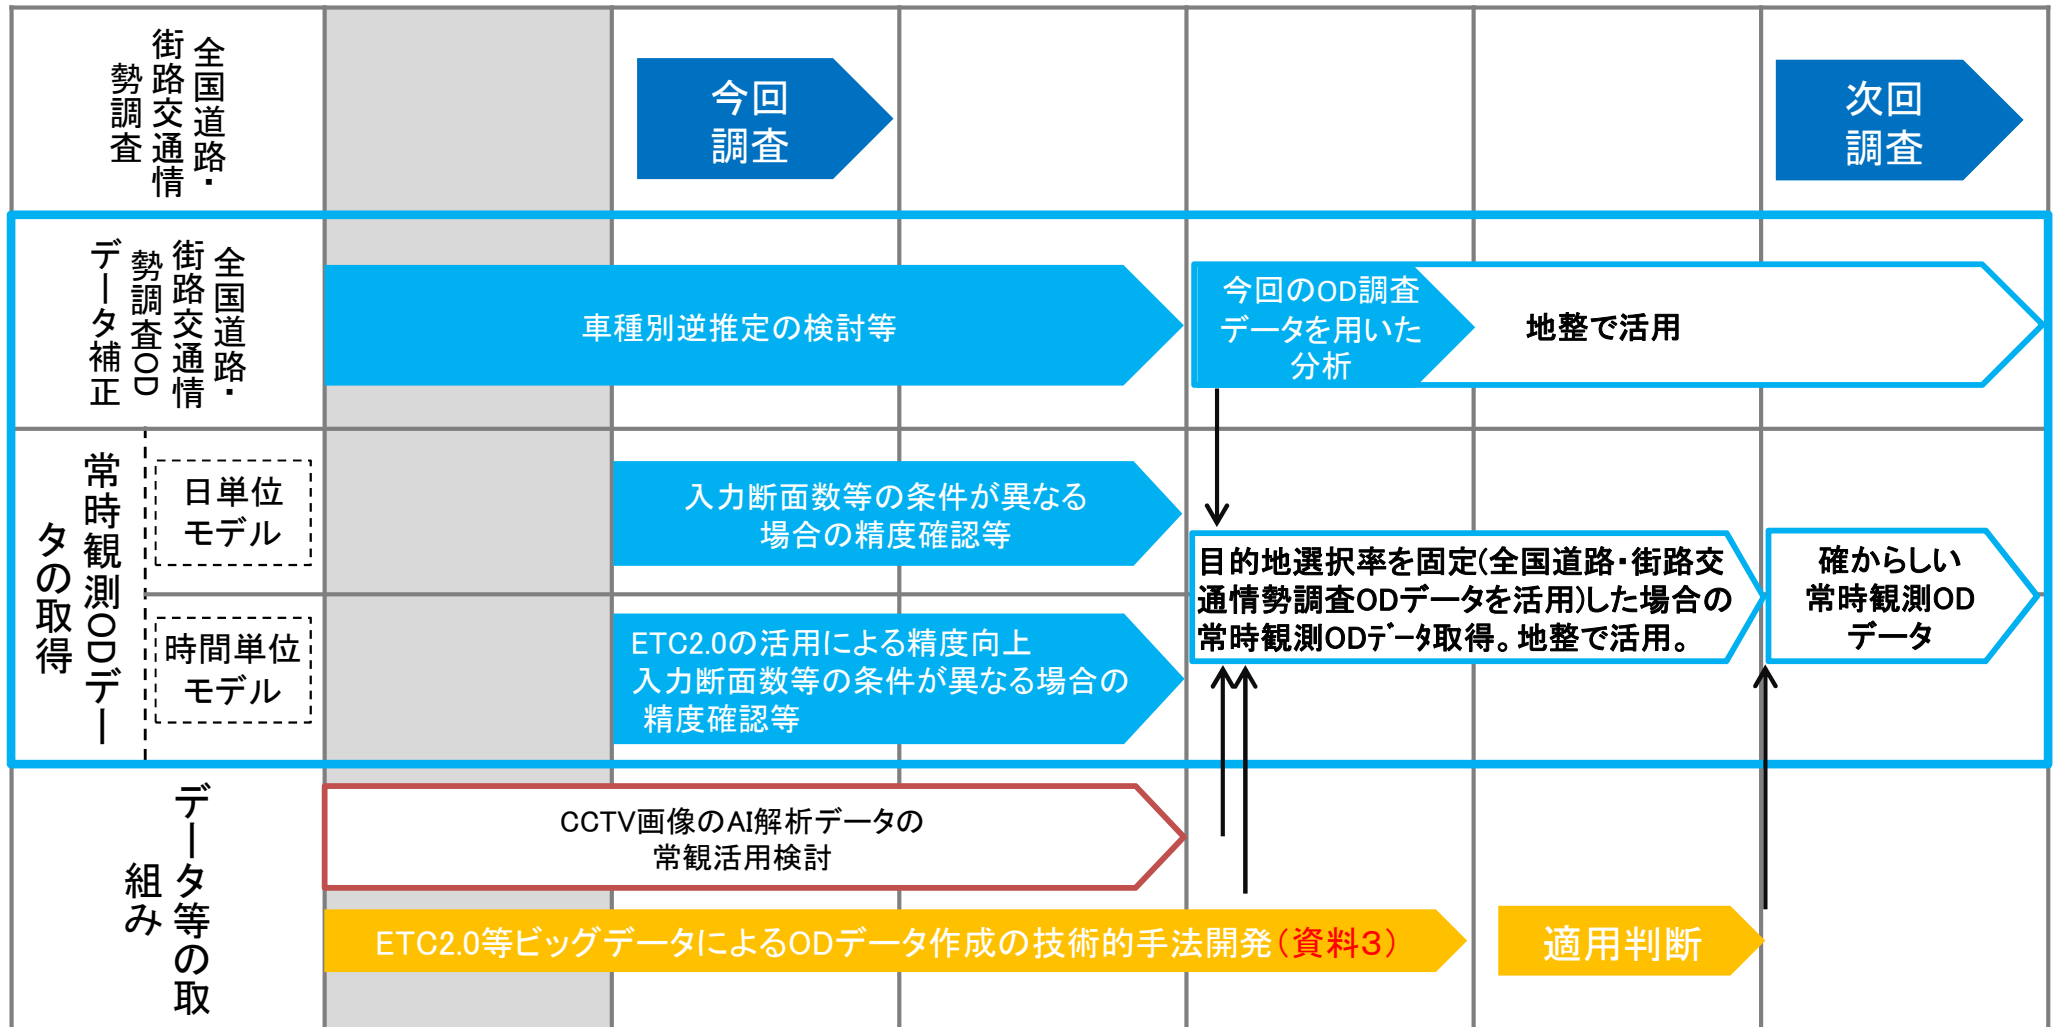 全国道路・
街路交通情
勢調査
今回
調査
次回
調査
全国道路・
街路交通情
勢調査OD
データ補正
車種別逆推定の検討等
今回のOD調査
データを用いた
分析
地整で活用
常時観測ODデー
タの取得
日単位
モデル
入力断面数等の条件が異なる
場合の精度確認等
時間単位
モデル
ETC2.0の活用による精度向上
入力断面数等の条件が異なる場合の
精度確認等
目的地選択率を固定(全国道路・街路交
通情勢調査ODデータを活用)した場合の
常時観測ODデータ取得。地整で活用。
確からしい
常時観測OD
データ
データ等の取
組み
CCTV画像のAI解析データの
常観活用検討
ETC2.0等ビッグデータによるODデータ作成の技術的手法開発(資料3)
適用判断